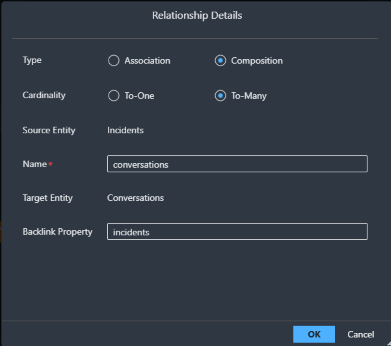 Relationship Details
Type Association Composition
Cardinality To-One To-Many
Source Entity Incidents
Name* conversations
Target Entity Conversations
Backlink Property incidents
OK Cancel